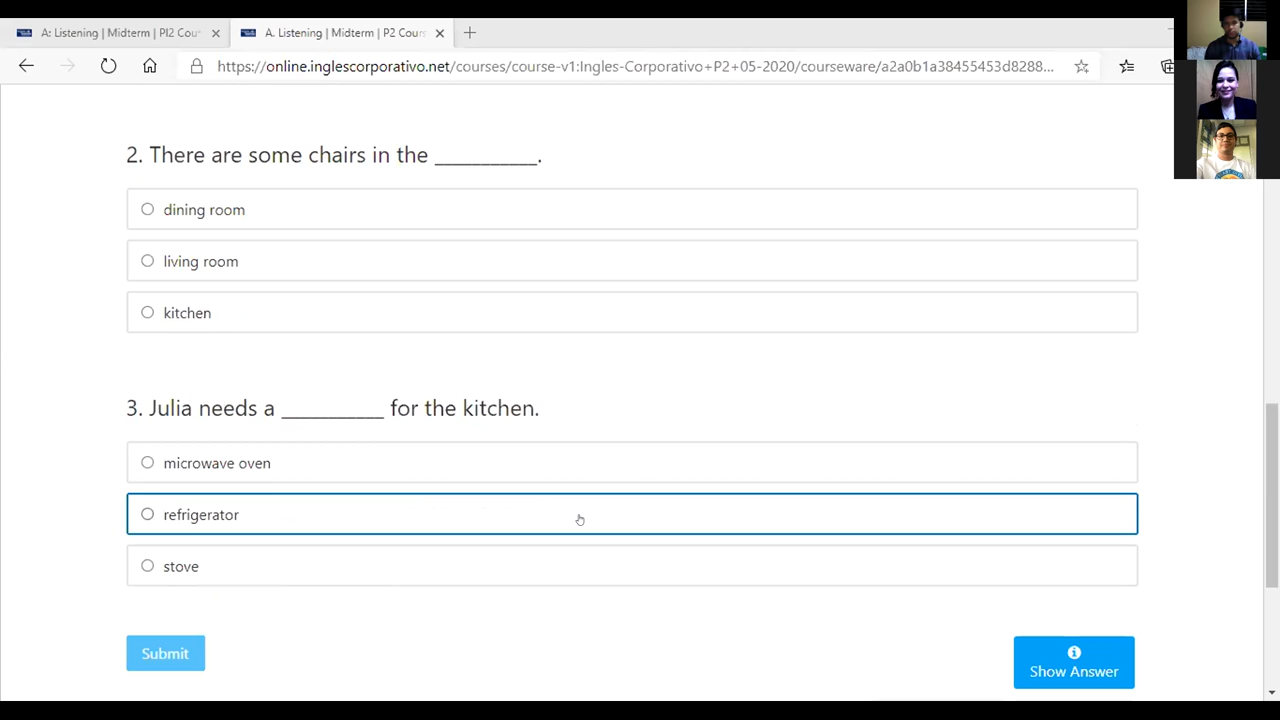 A: Listening | Midterm | PI2 Cou
A. Listening | Midterm | P2 Cours
https://online.inglescorporativo.net/courses/course-v1:Ingles-Corporativo+P2+05-2020/courseware/a2a0b1a38455453d8288...
2. There are some chairs in the __________.
dining room
living room
kitchen
3. Julia needs a __________ for the kitchen.
microwave oven
refrigerator
stove
Submit
Show Answer